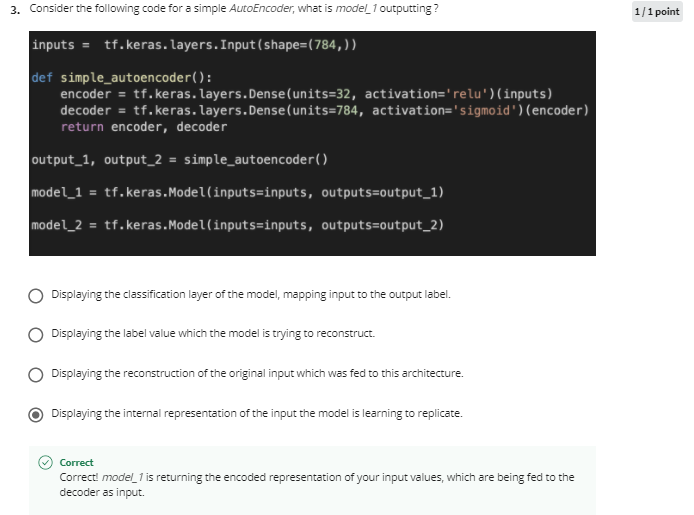 3. Consider the following code for a simple AutoEncoder, what is model_1 outputting?
1 / 1 point
inputs = tf.keras.layers.Input(shape=(784,))
def simple_autoencoder():
encoder = tf.keras.layers.Dense(units=32, activation='relu')(inputs)
decoder = tf.keras.layers.Dense(units=784, activation='sigmoid')(encoder)
return encoder, decoder
output_1, output_2 = simple_autoencoder()
model_1 = tf.keras.Model(inputs=inputs, outputs=output_1)
model_2 = tf.keras.Model(inputs=inputs, outputs=output_2)
Displaying the classification layer of the model, mapping input to the output label.
Displaying the label value which the model is trying to reconstruct.
Displaying the reconstruction of the original input which was fed to this architecture.
Displaying the internal representation of the input the model is learning to replicate.
Correct
Correct! model_1 is returning the encoded representation of your input values, which are being fed to the
decoder as input.